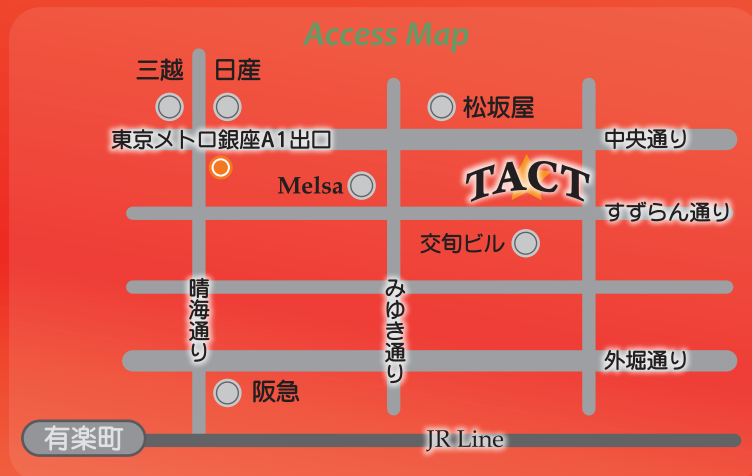 Access Map
三越
日産
松坂屋
東京メトロ銀座A1出口
中央通り
Melsa
TACT
すずらん通り
交旬ビル
晴海通り
みゆき通り
外堀通り
阪急
有楽町
JR Line